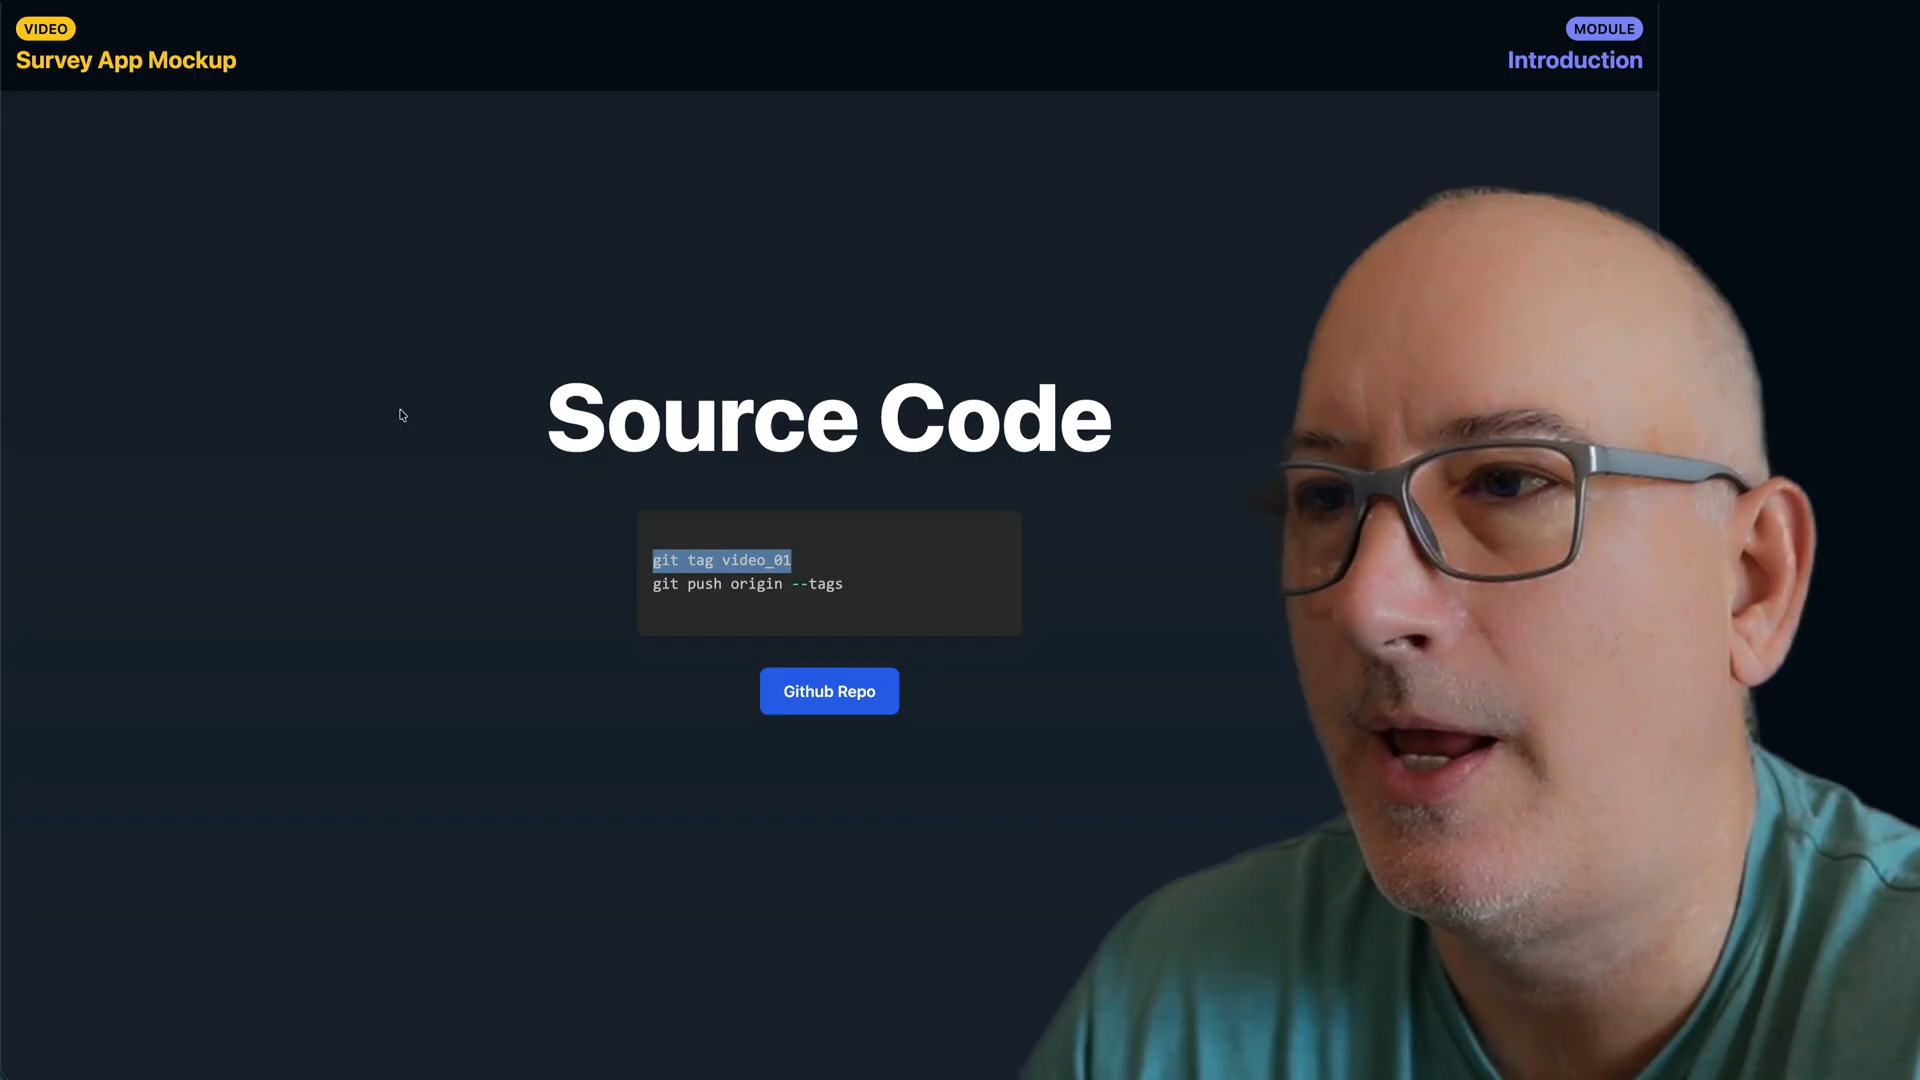 VIDEO
Survey App Mockup
MODULE
Introduction
Source Code
git tag video_01
git push origin --tags
Github Repo